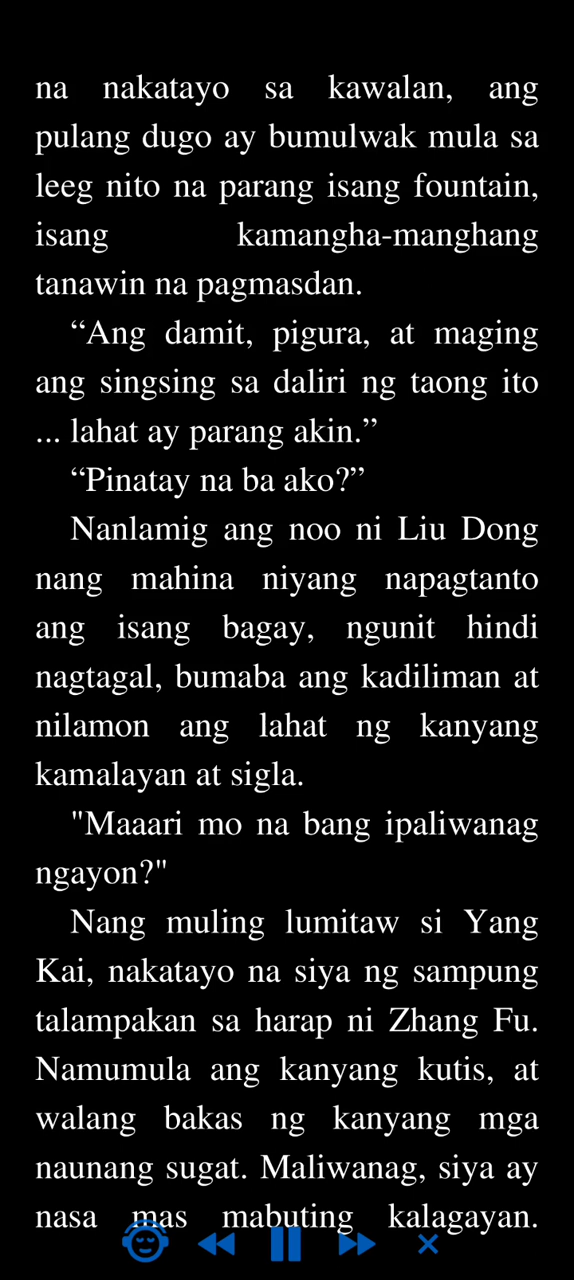 na nakatayo sa kawalan, ang
pulang dugo ay bumulwak mula sa
leeg nito na parang isang fountain,
isang kamangha-manghang
tanawin na pagmasdan.
“Ang damit, pigura, at maging
ang singsing sa daliri ng taong ito
... lahat ay parang akin.”
“Pinatay na ba ako?”
Nanlamig ang noo ni Liu Dong
nang mahina niyang napagtanto
ang isang bagay, ngunit hindi
nagtagal, bumaba ang kadiliman at
nilamon ang lahat ng kanyang
kamalayan at sigla.
"Maaari mo na bang ipaliwanag
ngayon?"
Nang muling lumitaw si Yang
Kai, nakatayo na siya ng sampung
talampakan sa harap ni Zhang Fu.
Namumula ang kanyang kutis, at
walang bakas ng kanyang mga
naunang sugat. Maliwanag, siya ay
nasa mas mabuting kalagayan.